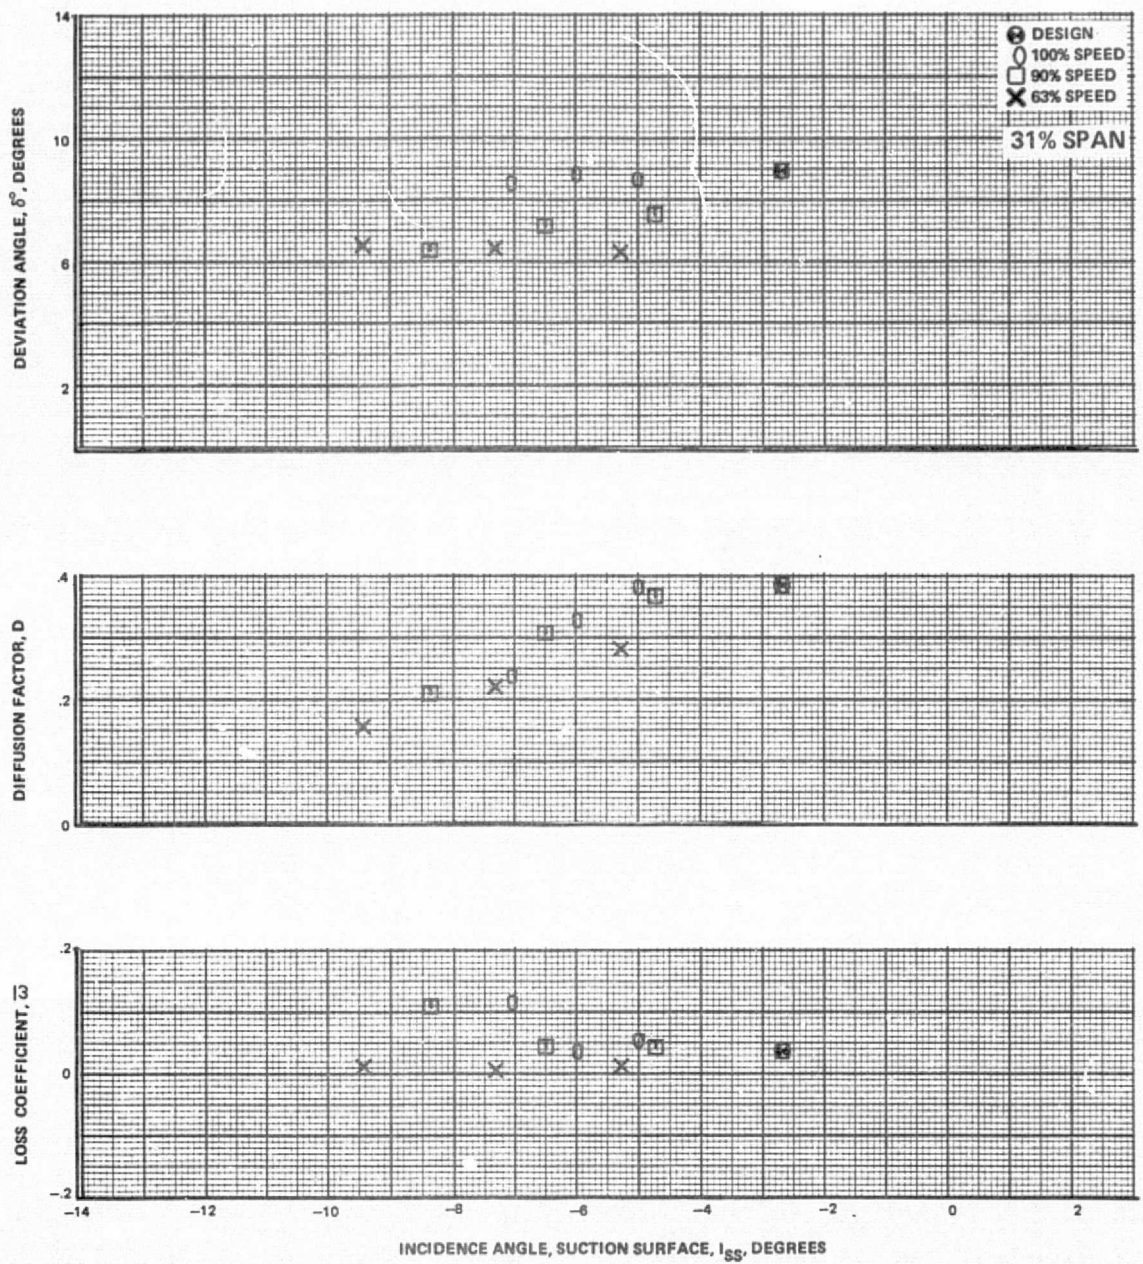 14
10
6
2
DEVIATION ANGLE, δ°, DEGREES
DESIGN
100% SPEED
90% SPEED
63% SPEED
31% SPAN
.4
.2
0
DIFFUSION FACTOR, D
.2
0
-.2
LOSS COEFFICIENT, ω̅
-14 -12 -10 -8 -6 -4 -2 0 2
INCIDENCE ANGLE, SUCTION SURFACE, ISS, DEGREES